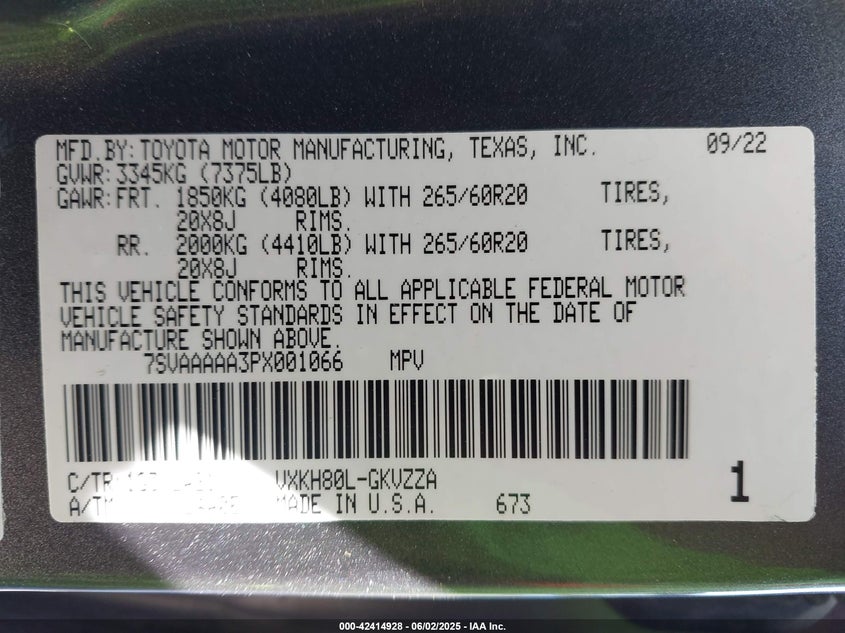 MFD.BY:TOYOTA MOTOR MANUFACTURING, TEXAS, INC. 09/22
GVWR:3345KG (7375LB)
GAWR:FRT. 1850KG (4080LB) WITH 265/60R20 TIRES,
20X8J RIMS.
RR. 2000KG (4410LB) WITH 265/60R20 TIRES,
20X8J RIMS.
THIS VEHICLE CONFORMS TO ALL APPLICABLE FEDERAL MOTOR
VEHICLE SAFETY STANDARDS IN EFFECT ON THE DATE OF
MANUFACTURE SHOWN ABOVE.
7SVAAAAA3PX001066 MPV
C/TR: VXKH80L-GKVZZA
A/TM MADE IN U.S.A. 673
1
000-42414928 - 06/02/2025 - IAA Inc.